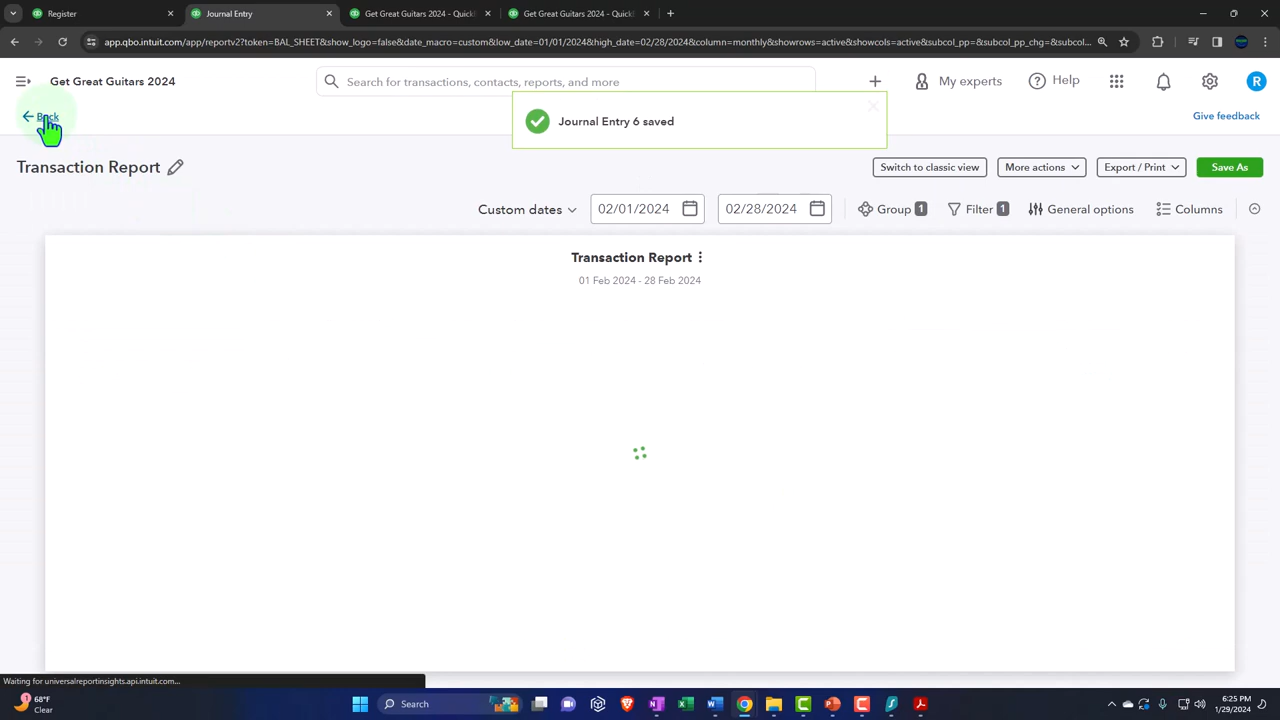 Register
Journal Entry
Get Great Guitars 2024 - QuickB
Get Great Guitars 2024 - QuickB
app.qbo.intuit.com/app/reportv2?token=BAL_SHEET&show_logo=false&date_macro=custom&low_date=01/01/2024&high_date=02/28/2024&column=monthly&showrows=active&showcols=active&subcol_pp=&subcol_pp_chg=&subcol...
Get Great Guitars 2024
Search for transactions, contacts, reports, and more
My experts
Help
R
Back
Journal Entry 6 saved
Give feedback
Transaction Report
Switch to classic view
More actions
Export / Print
Save As
Custom dates
02/01/2024
02/28/2024
Group 1
Filter 1
General options
Columns
Transaction Report
01 Feb 2024 - 28 Feb 2024
Waiting for universalreportinsights.api.intuit.com...
1
68°F
Clear
Search
6:25 PM
1/29/2024